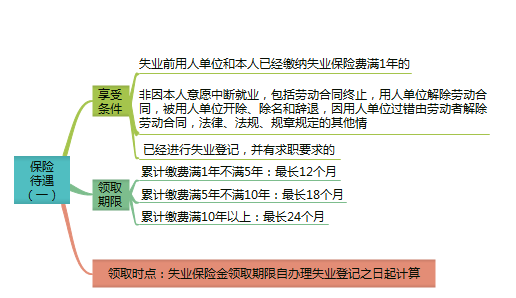 失业前用人单位和本人已经缴纳失业保险费满1年的
享受
条件
非因本人意愿中断就业，包括劳动合同终止，用人单位解除劳动合
同，被用人单位开除、除名和辞退，因用人单位过错由劳动者解除
劳动合同，法律、法规、规章规定的其他情
已经进行失业登记，并有求职要求的
保险
待遇
（一）
领取
期限
累计缴费满1年不满5年：最长12个月
累计缴费满5年不满10年：最长18个月
累计缴费满10年以上：最长24个月
领取时点：失业保险金领取期限自办理失业登记之日起计算